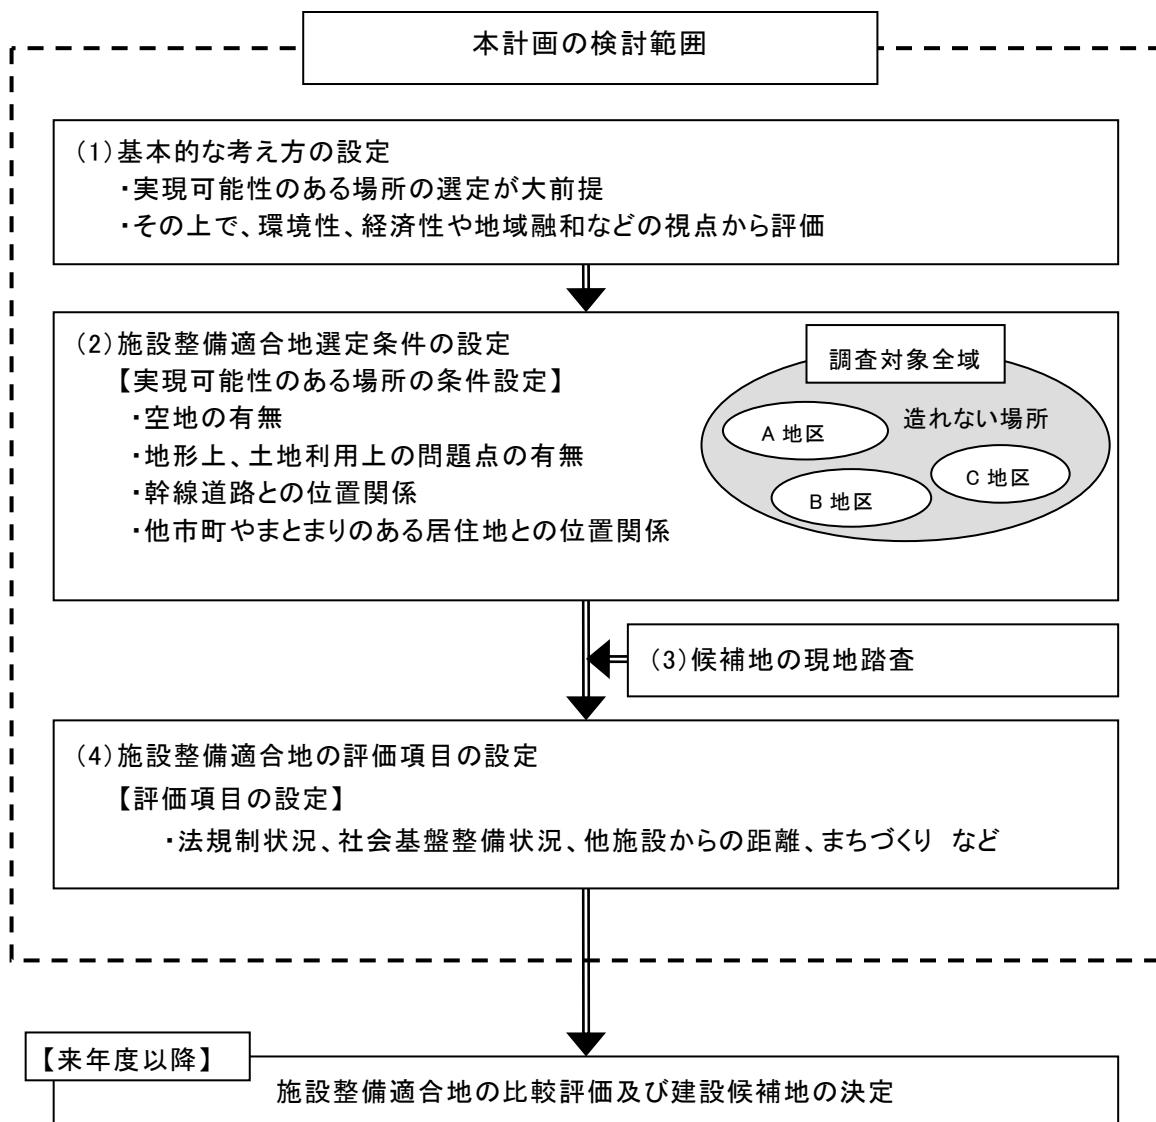 本計画の検討範囲
(1)基本的な考え方の設定
・実現可能性のある場所の選定が大前提
・その上で、環境性、経済性や地域融和などの視点から評価
(2)施設整備適合地選定条件の設定
【実現可能性のある場所の条件設定】
・空地の有無
・地形上、土地利用上の問題点の有無
・幹線道路との位置関係
・他市町やまとまりのある居住地との位置関係
調査対象全域
造れない場所
A 地区
B 地区
C 地区
(3)候補地の現地踏査
(4)施設整備適合地の評価項目の設定
【評価項目の設定】
・法規制状況、社会基盤整備状況、他施設からの距離、まちづくり など
【来年度以降】
施設整備適合地の比較評価及び建設候補地の決定